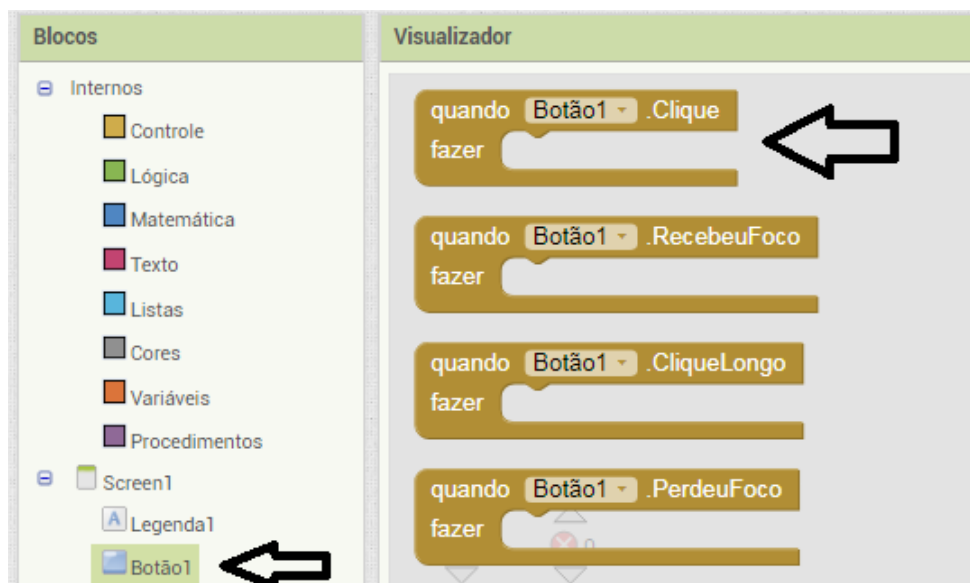 Blocos
Internos
Controle
Lógica
Matemática
Texto
Listas
Cores
Variáveis
Procedimentos
Screen1
A Legenda1
Botão1
Visualizador
quando Botão1 .Clique
fazer
quando Botão1 .RecebeuFoco
fazer
quando Botão1 .CliqueLongo
fazer
quando Botão1 .PerdeuFoco
fazer
0